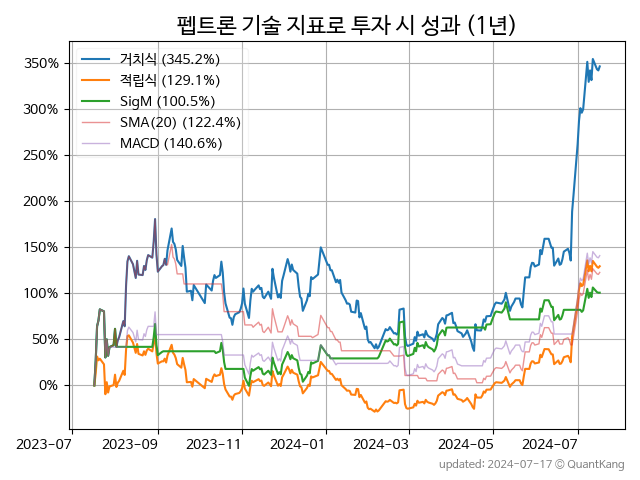 펩트론 기술 지표로 투자 시 성과 (1년)
거치식 (345.2%)
적립식 (129.1%)
SigM (100.5%)
SMA(20) (122.4%)
MACD (140.6%)
350%
300%
250%
200%
150%
100%
50%
0%
2023-07 2023-09 2023-11 2024-01 2024-03 2024-05 2024-07
updated: 2024-07-17 © QuantKang